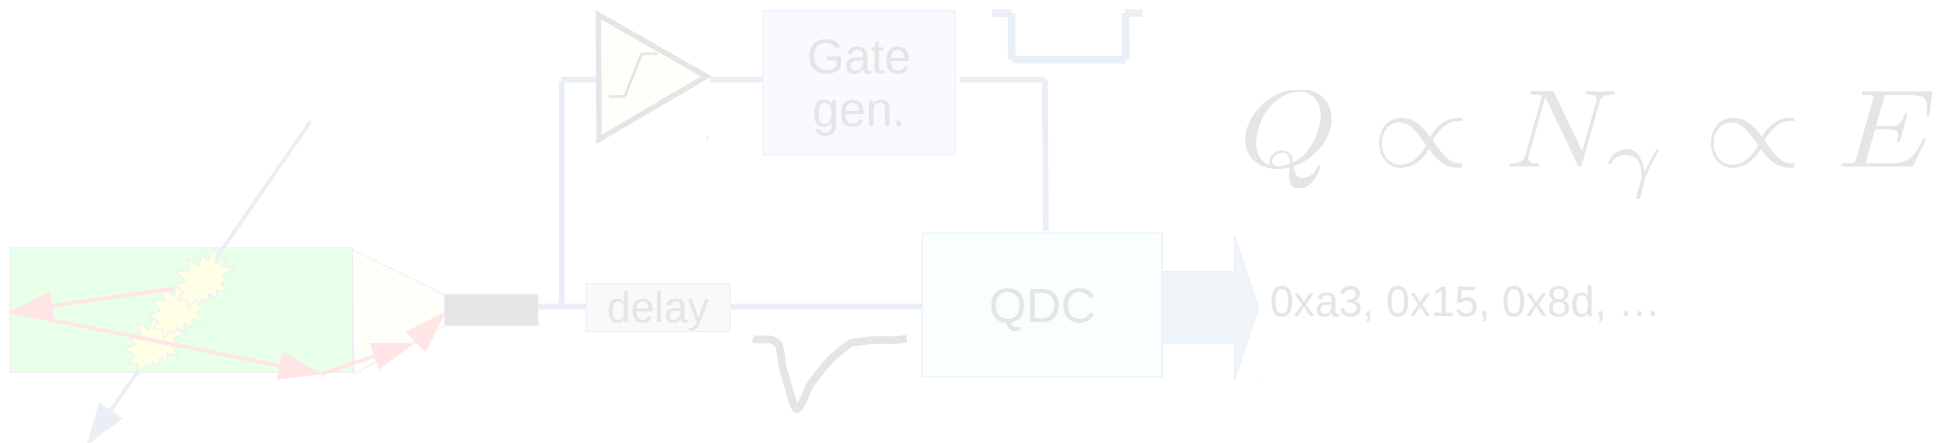 Gate
gen.
Q ∝ N_γ ∝ E
delay
QDC
0xa3, 0x15, 0x8d, …